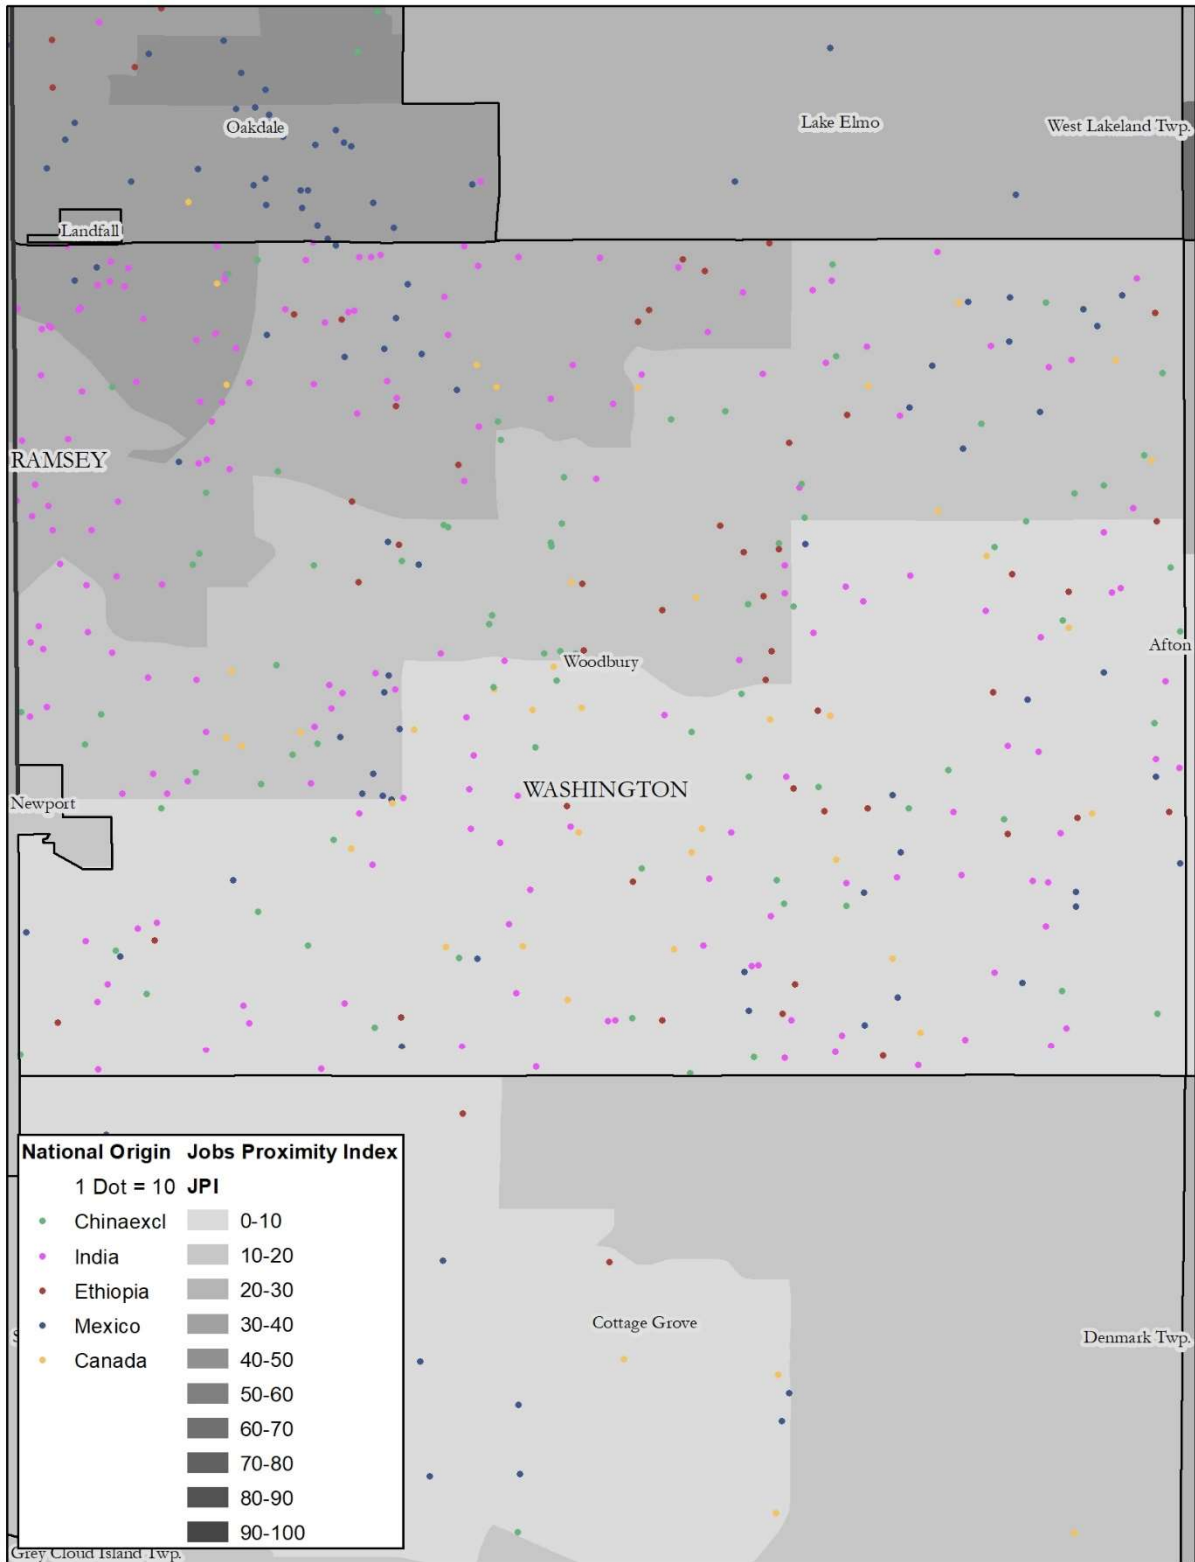 Oakdale
Lake Elmo
West Lakeland Twp.
Landfall
RAMSEY
Woodbury
Afton
WASHINGTON
Newport
National Origin Jobs Proximity Index
1 Dot = 10 JPI
Chinaexcl 0-10
India 10-20
Ethiopia 20-30
Mexico 30-40
Canada 40-50
50-60
60-70
70-80
80-90
90-100
Cottage Grove
Denmark Twp.
Grey Cloud Island Twp.